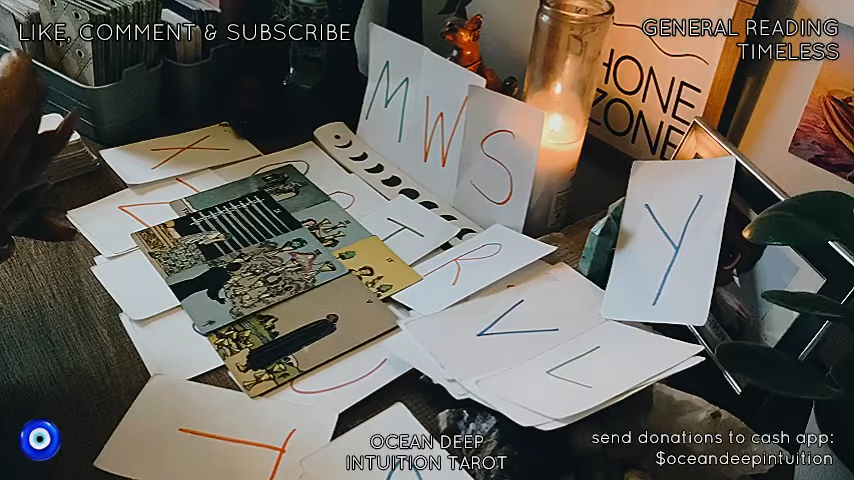 LIKE, COMMENT & SUBSCRIBE
GENERAL READING
TIMELESS
HONE
ZONE
M
W
S
X
T
R
Y
V
L
T
OCEAN DEEP
INTUITION TAROT
send donations to cash app:
$oceandeepintuition